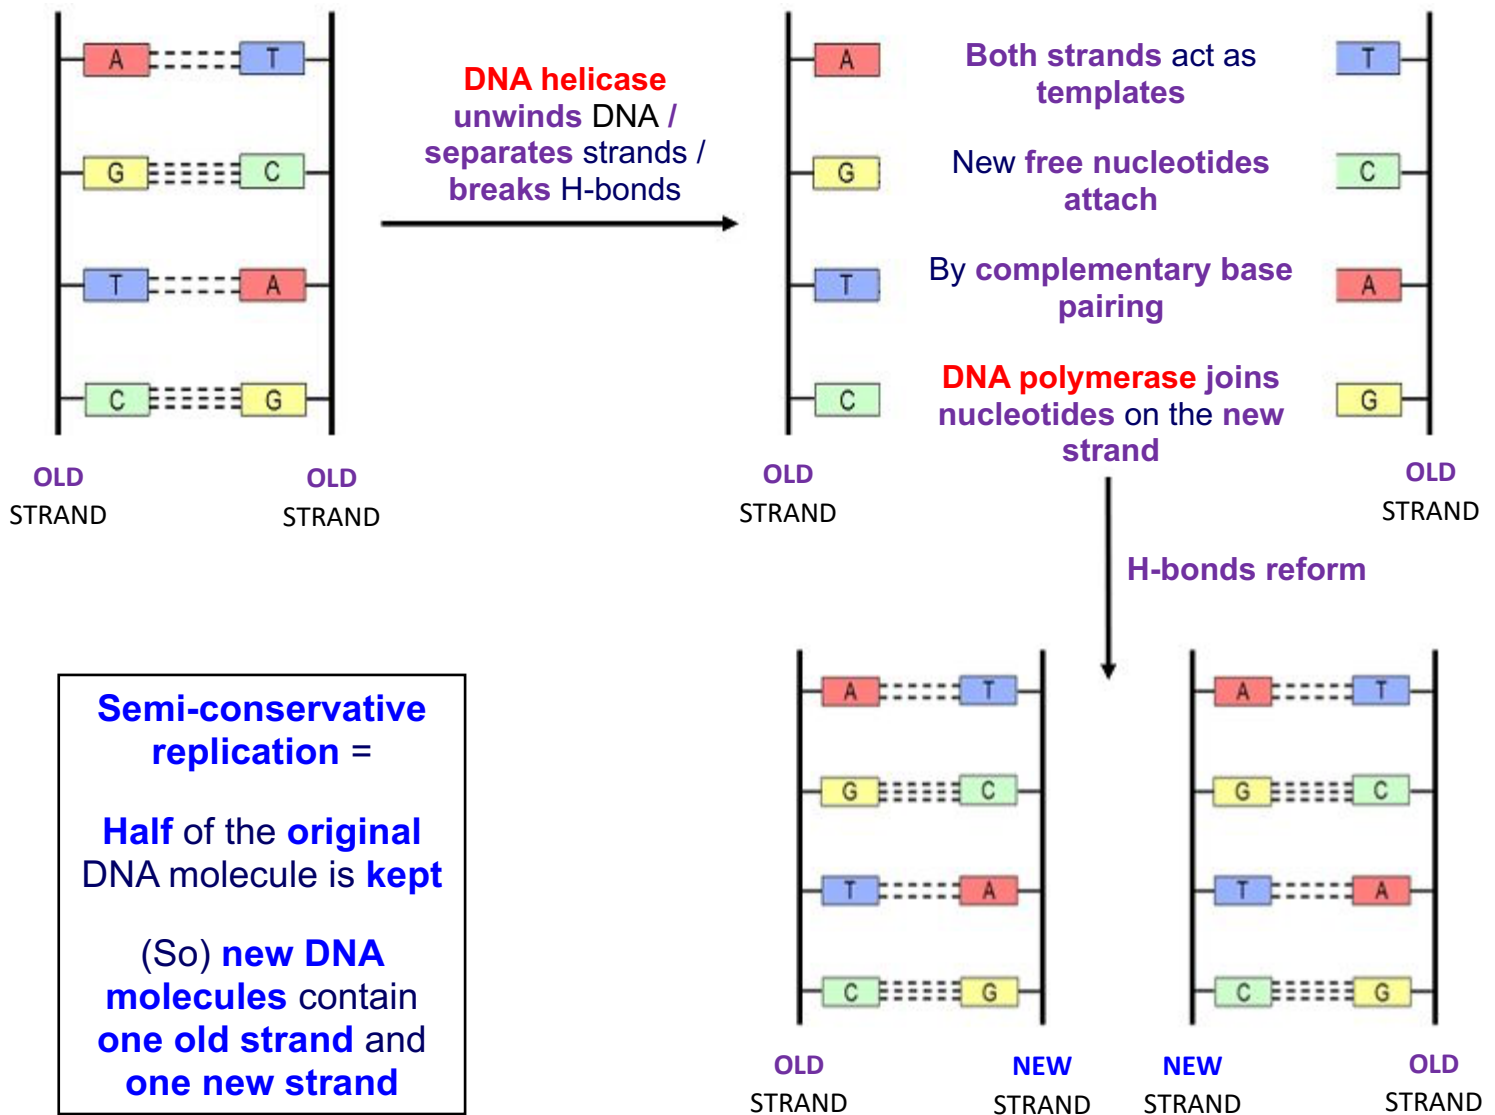 A T
G C
T A
C G
OLD
STRAND
OLD
STRAND
DNA helicase
unwinds DNA /
separates strands /
breaks H-bonds
A
G
C
T
C
OLD
STRAND
Both strands act as
templates
New free nucleotides
attach
By complementary base
pairing
DNA polymerase joins
nucleotides on the new
strand
T
C
A
G
OLD
STRAND
H-bonds reform
Semi-conservative
replication =
Half of the original
DNA molecule is kept
(So) new DNA
molecules contain
one old strand and
one new strand
A T
G C
T A
C G
OLD
STRAND
NEW
STRAND
A T
G C
T A
C G
NEW
STRAND
OLD
STRAND